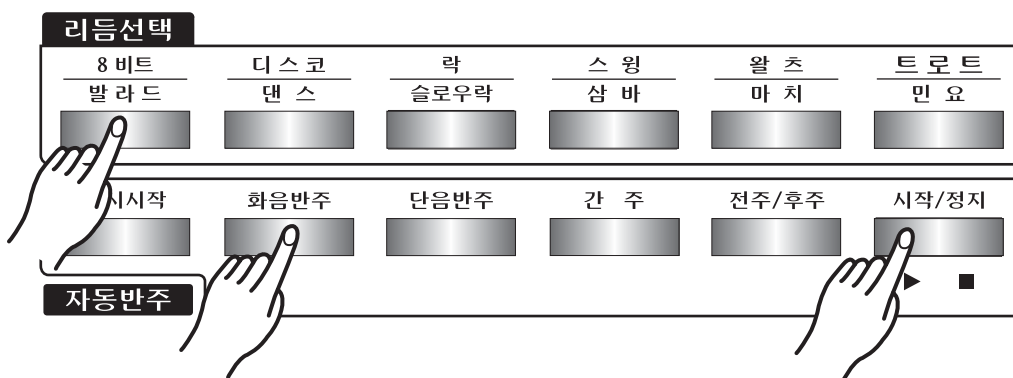 리듬선택
8 비트 디스코 락 스 윙 왈 츠 트로트
발라드 댄 스 슬로우락 삼 바 마 치 민 요
시작 화음반주 단음반주 간 주 전주/후주 시작/정지
자동반주